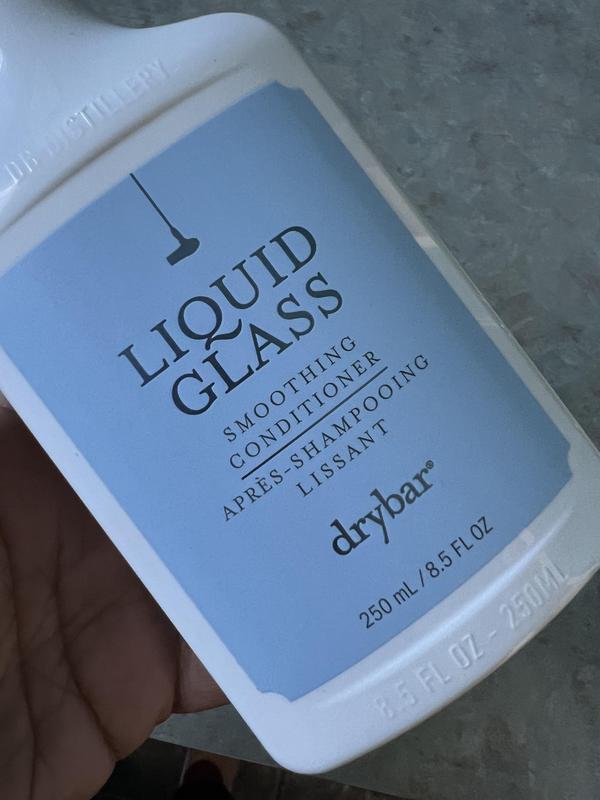 DB DISTILLERY
LIQUID
GLASS
SMOOTHING
CONDITIONER
APRÈS-SHAMPOOING
LISSANT
drybar®
250 mL / 8.5 FL OZ
8.5 FL OZ - 250ML